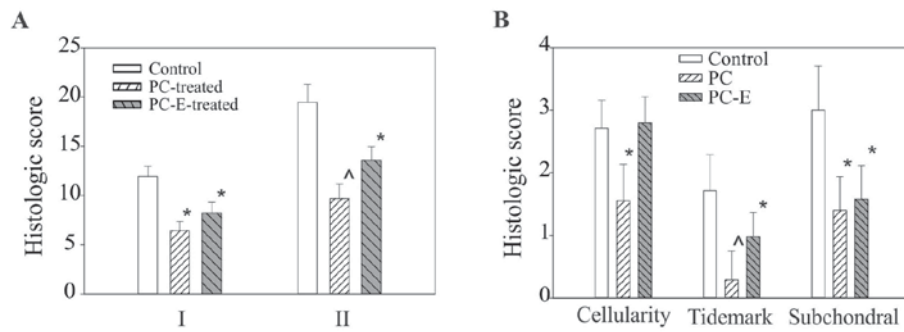 A
Histologic score
25
20
15
10
5
0
Control
PC-treated
PC-E-treated
*
*
^
*
I
II
B
Histologic score
4
3
2
1
0
Control
PC
PC-E
*
^
*
*
*
Cellularity
Tidemark
Subchondral